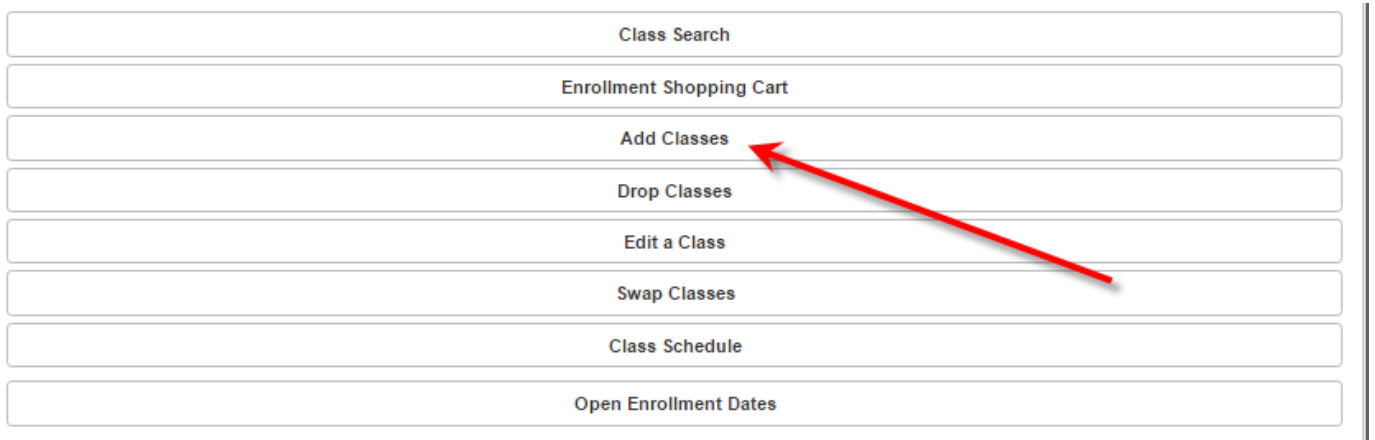 Class Search
Enrollment Shopping Cart
Add Classes
Drop Classes
Edit a Class
Swap Classes
Class Schedule
Open Enrollment Dates